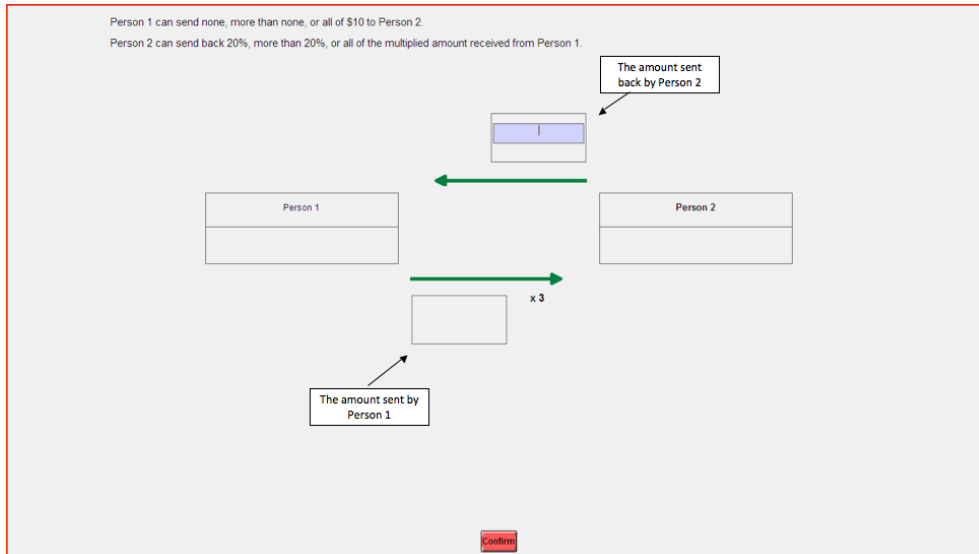 Person 1 can send none, more than none, or all of $10 to Person 2.
Person 2 can send back 20%, more than 20%, or all of the multiplied amount received from Person 1.
The amount sent
back by Person 2
Person 1
Person 2
x 3
The amount sent by
Person 1
Confirm